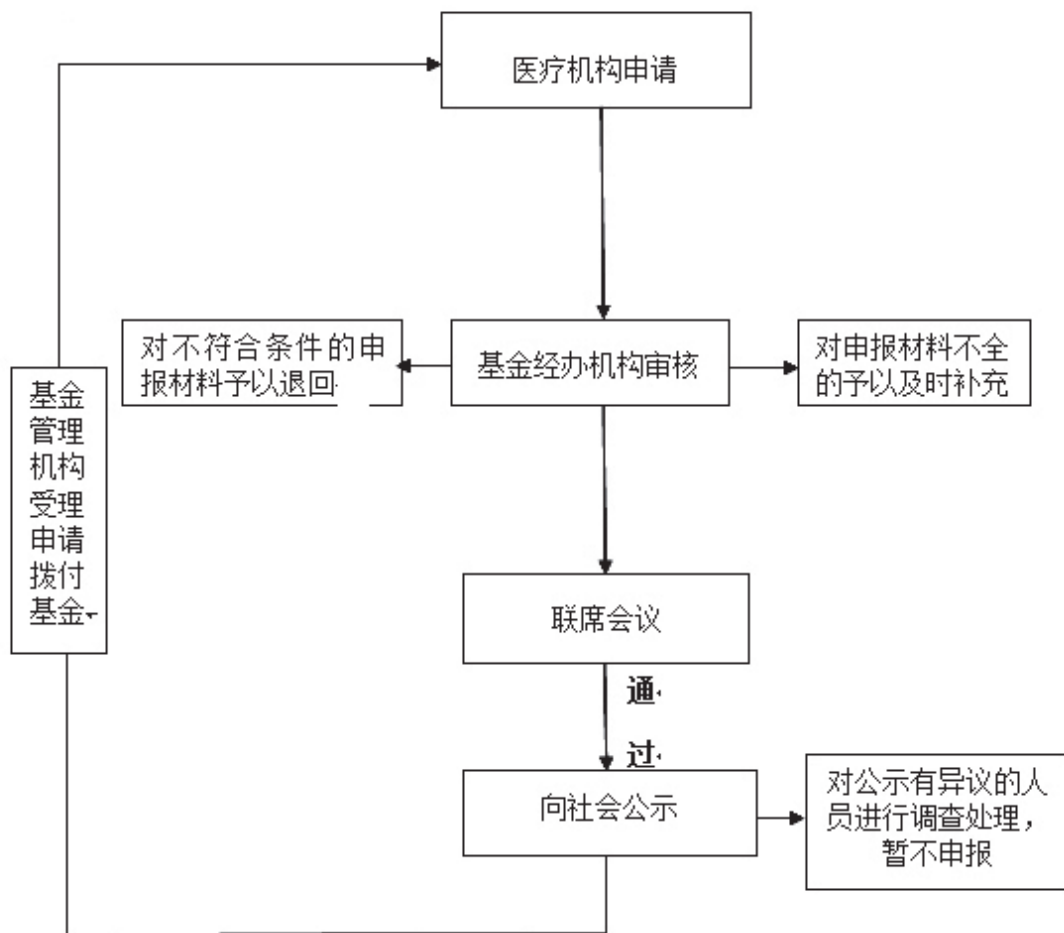 医疗机构申请
对不符合条件的申
报材料予以退回
基金经办机构审核
对申报材料不全
的予以及时补充
基金
管理
机构
受理
申请
拨付
基金
联席会议
通
过
向社会公示
对公示有异议的人
员进行调查处理，
暂不申报